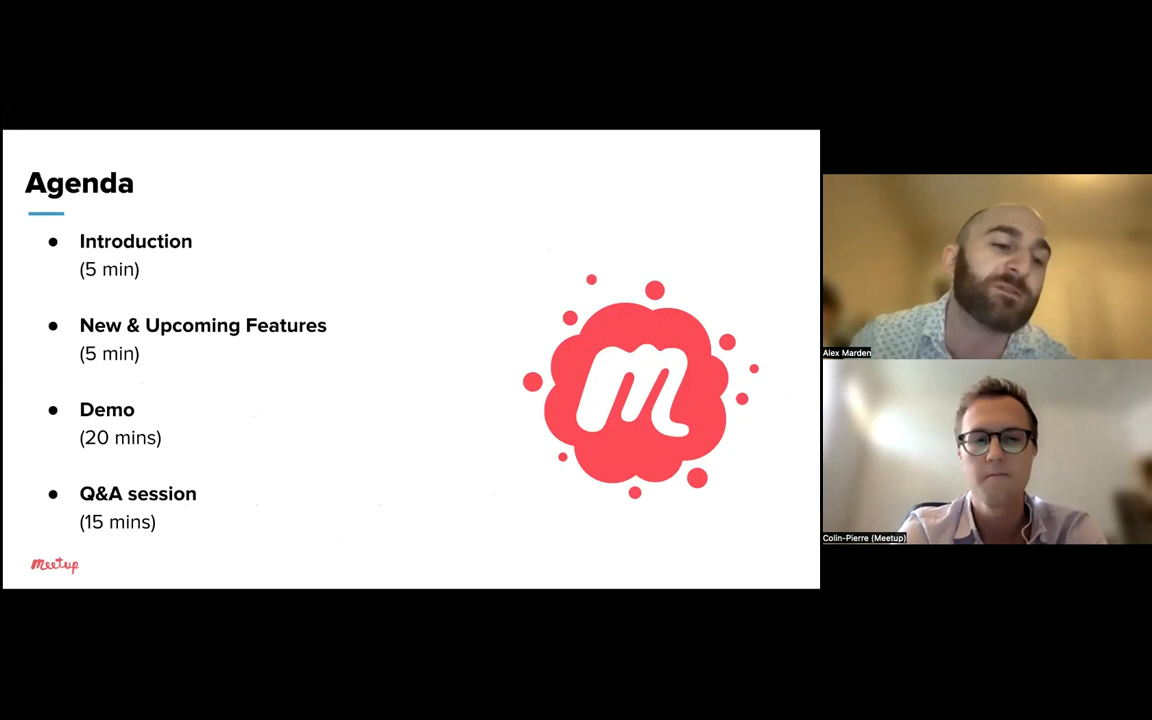 Agenda
● Introduction
(5 min)
● New & Upcoming Features
(5 min)
● Demo
(20 mins)
● Q&A session
(15 mins)
meetup
m
Alex Marden
Colin-Pierre (Meetup)